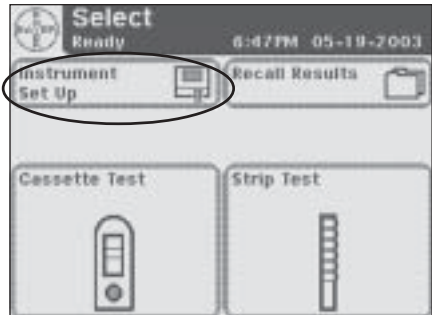 Select
Ready 6:47PM 05-19-2003
Instrument Recall Results
Set Up
Cassette Test Strip Test